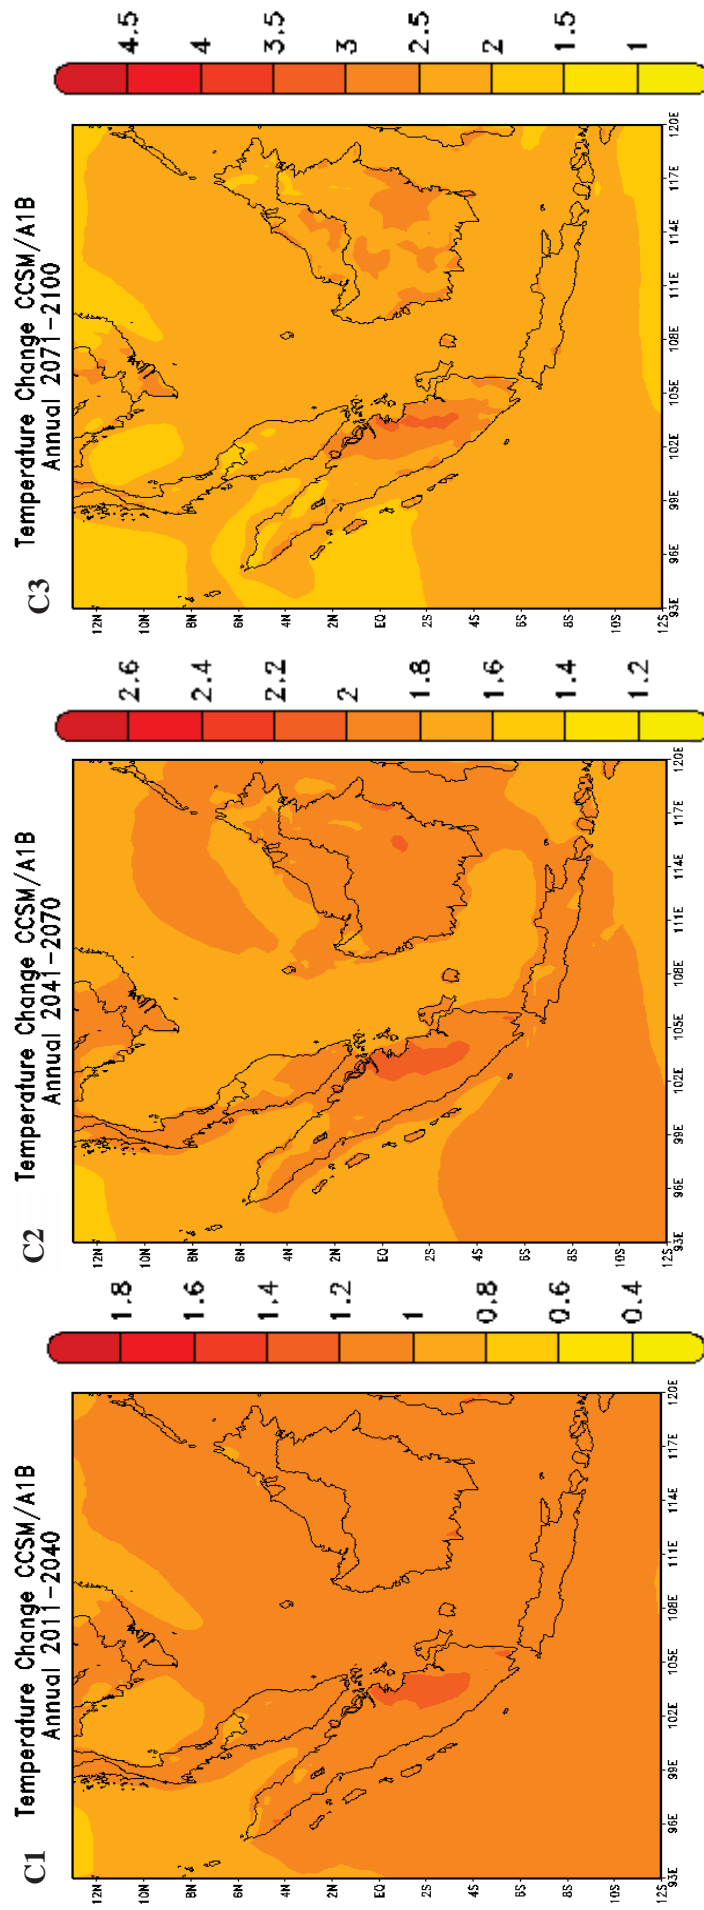 C1 Temperature Change CCSM/A1B
Annual 2011-2040
12N
10N
8N
6N
4N
2N
EQ
2S
4S
6S
8S
10S
12S
93E 96E 99E 102E 105E 108E 111E 114E 117E 120E
1.8
1.6
1.4
1.2
1
0.8
0.6
0.4
C2 Temperature Change CCSM/A1B
Annual 2041-2070
12N
10N
8N
6N
4N
2N
EQ
2S
4S
6S
8S
10S
12S
93E 96E 99E 102E 105E 108E 111E 114E 117E 120E
2.6
2.4
2.2
2
1.8
1.6
1.4
1.2
C3 Temperature Change CCSM/A1B
Annual 2071-2100
12N
10N
8N
6N
4N
2N
EQ
2S
4S
6S
8S
10S
12S
93E 96E 99E 102E 105E 108E 111E 114E 117E 120E
4.5
4
3.5
3
2.5
2
1.5
1